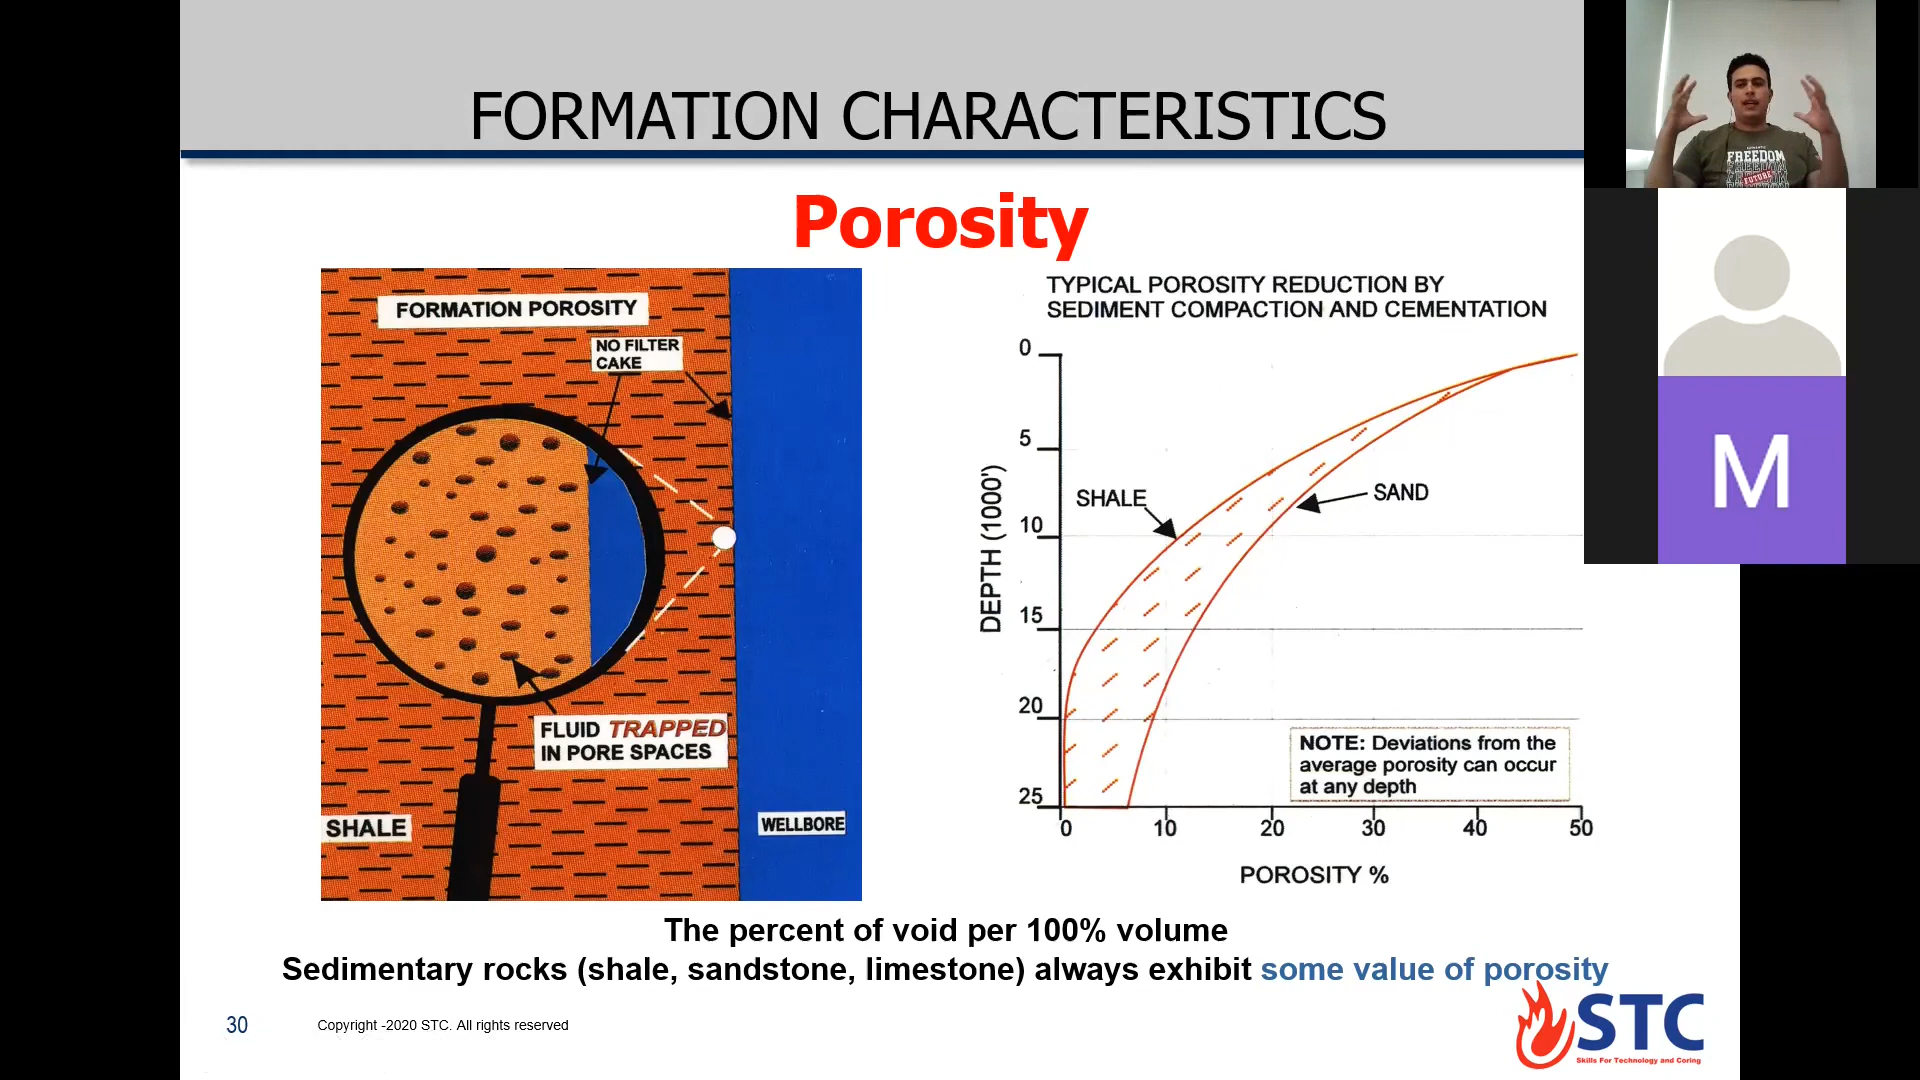 FORMATION CHARACTERISTICS
Porosity
FORMATION POROSITY
NO FILTER
CAKE
FLUID TRAPPED
IN PORE SPACES
SHALE
WELLBORE
TYPICAL POROSITY REDUCTION BY
SEDIMENT COMPACTION AND CEMENTATION
DEPTH (1000')
0
5
10
15
20
25
SHALE
SAND
NOTE: Deviations from the
average porosity can occur
at any depth
0 10 20 30 40 50
POROSITY %
The percent of void per 100% volume
Sedimentary rocks (shale, sandstone, limestone) always exhibit some value of porosity
30
Copyright -2020 STC. All rights reserved
STC
Skills For Technology and Coring
FREEDOM
FUTURE
M